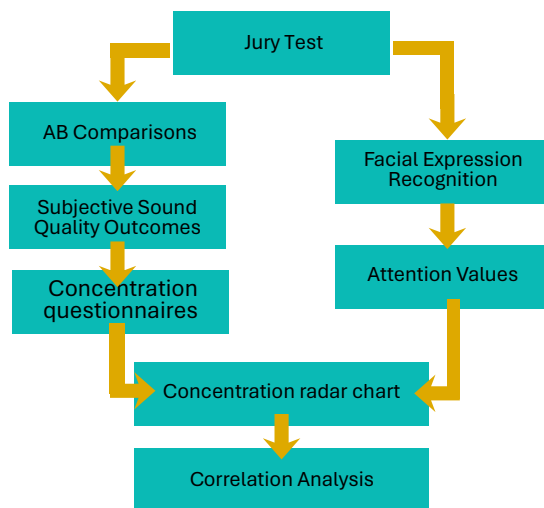 Jury Test
AB Comparisons
Facial Expression
Recognition
Subjective Sound
Quality Outcomes
Attention Values
Concentration
questionnaires
Concentration radar chart
Correlation Analysis